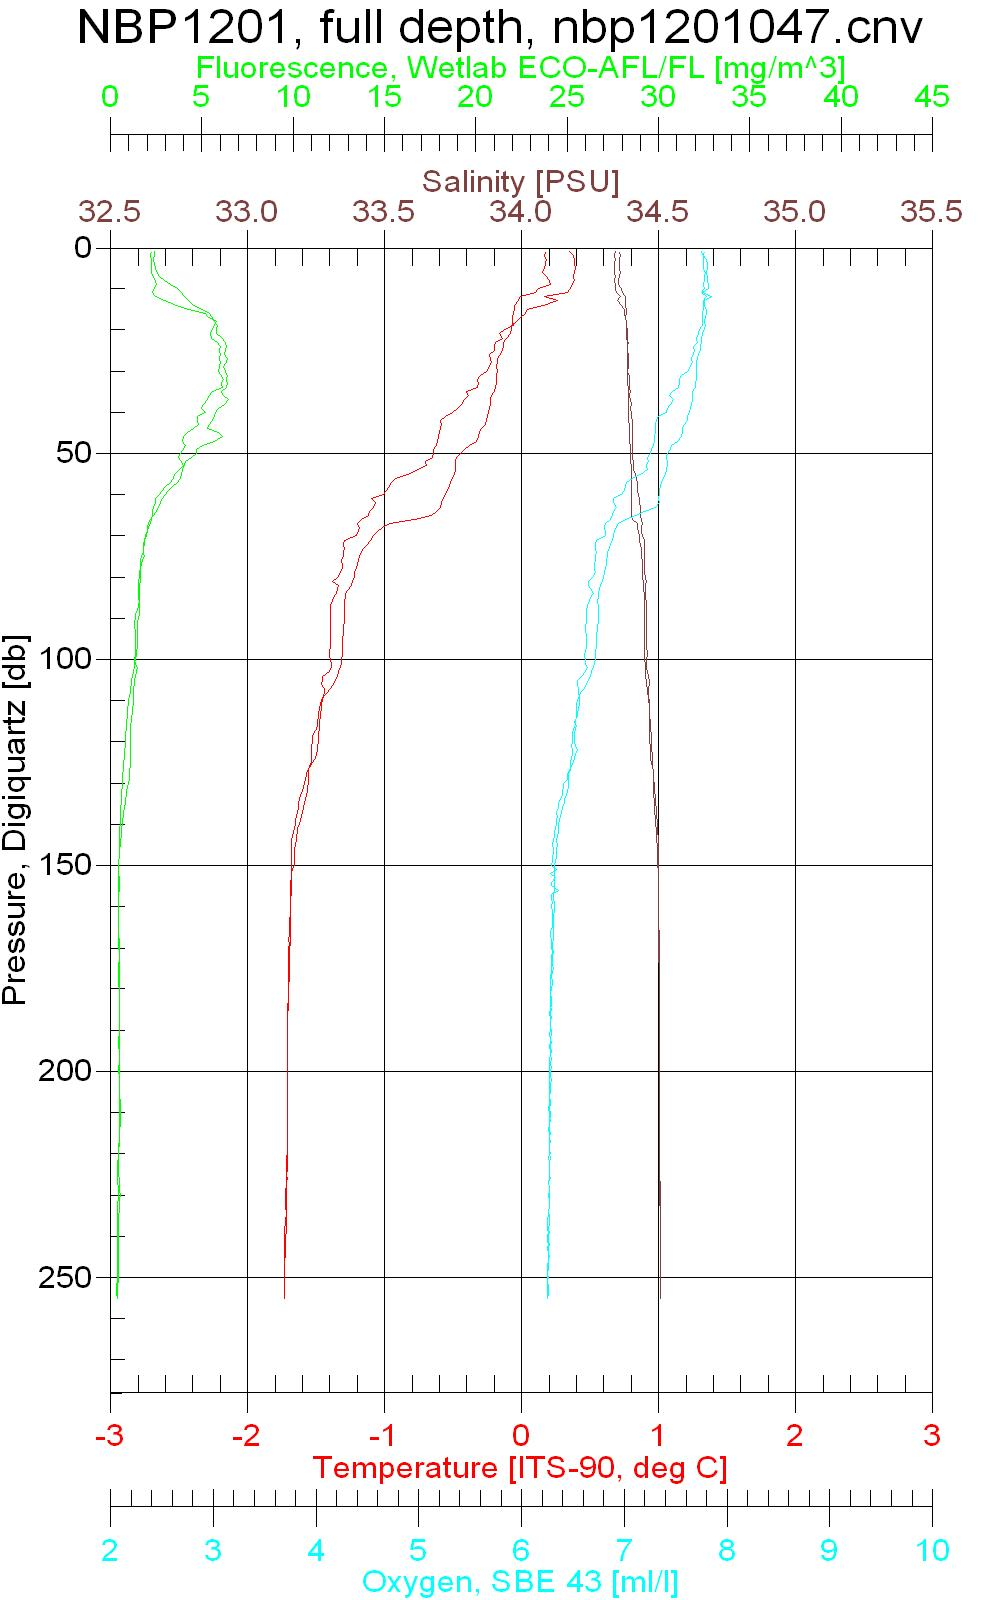 NBP1201, full depth, nbp1201047.cnv
Fluorescence, Wetlab ECO-AFL/FL [mg/m^3]
0 5 10 15 20 25 30 35 40 45
Salinity [PSU]
32.5 33.0 33.5 34.0 34.5 35.0 35.5
0
50
100
150
200
250
Pressure, Digiquartz [db]
-3 -2 -1 0 1 2 3
Temperature [ITS-90, deg C]
2 3 4 5 6 7 8 9 10
Oxygen, SBE 43 [ml/l]